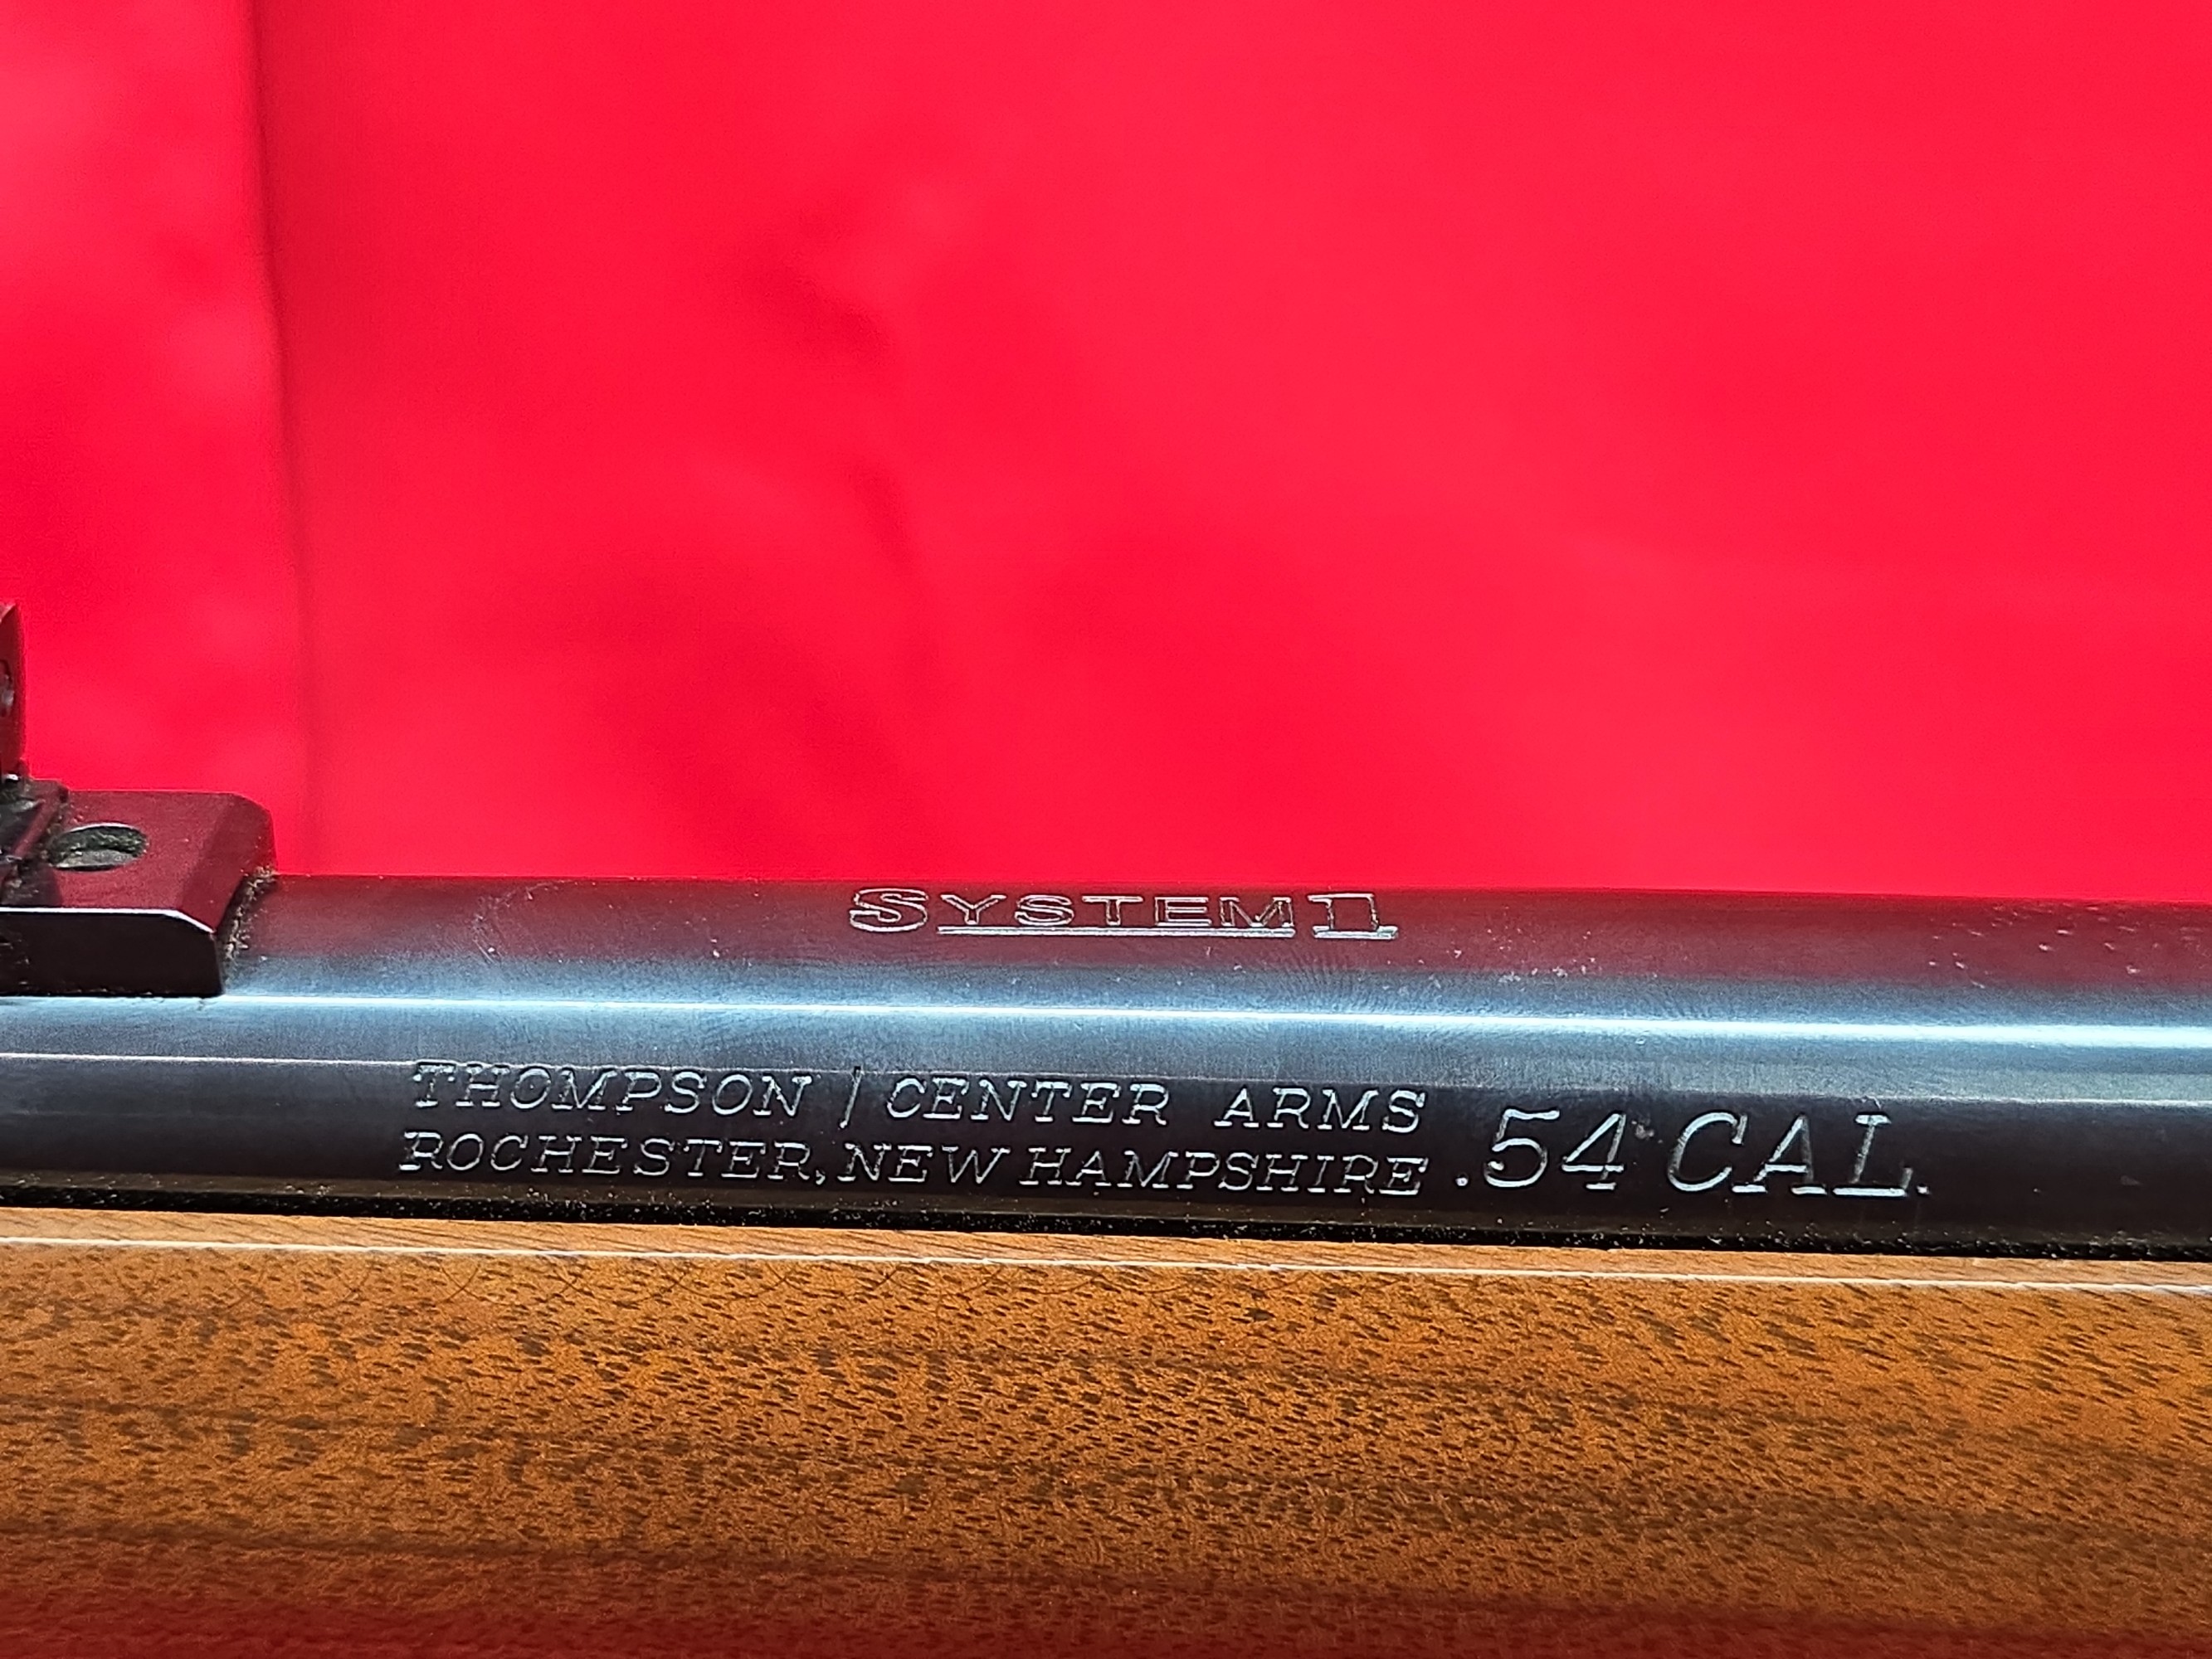 SYSTEM 1
THOMPSON / CENTER ARMS
ROCHESTER, NEW HAMPSHIRE .54 CAL.